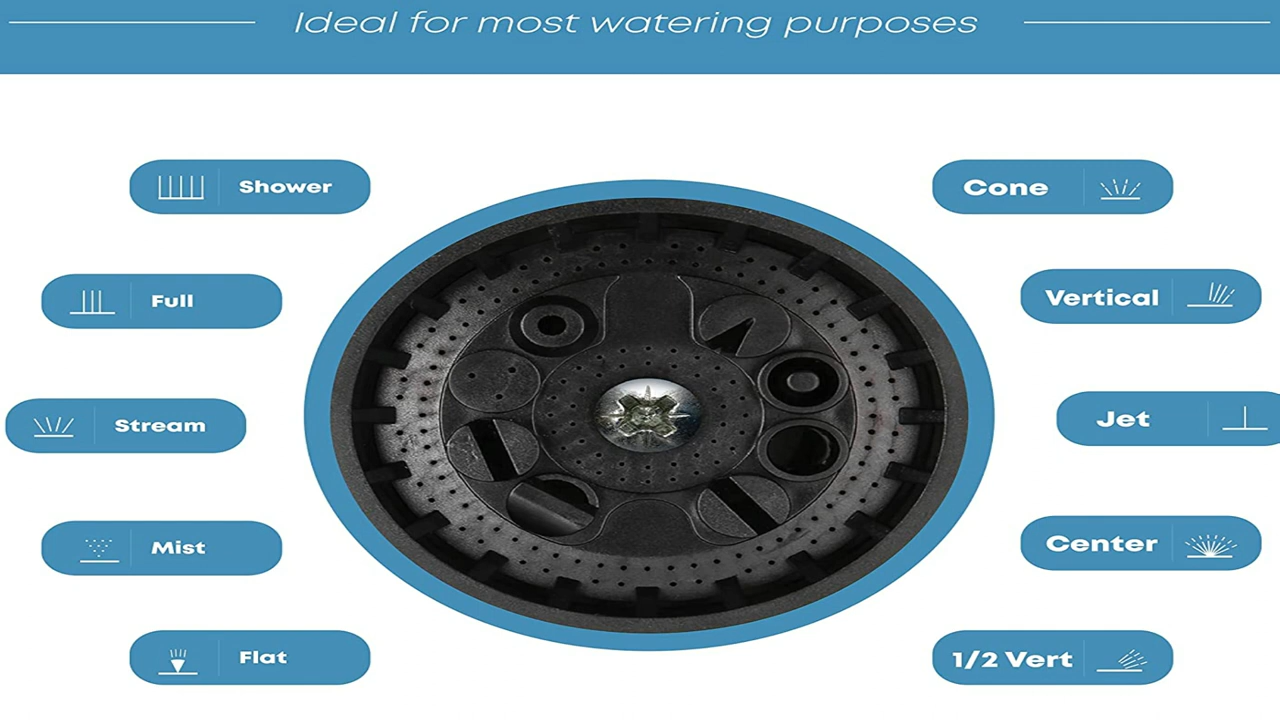 Ideal for most watering purposes
Shower
Cone
Full
Vertical
Stream
Jet
Mist
Center
Flat
1/2 Vert